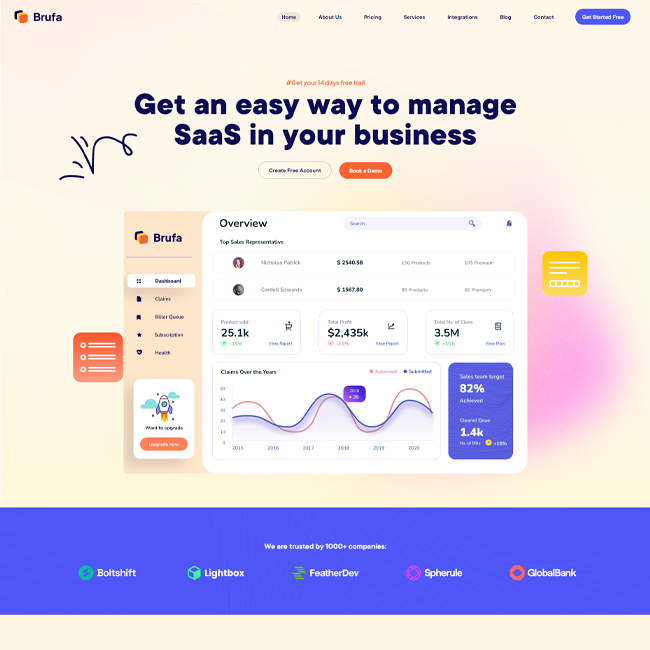 Brufa
Home
About Us
Pricing
Services
Integrations
Blog
Contact
Get Started Free
#Get your 14 days free trail
Get an easy way to manage
SaaS in your business
Create Free Account
Book a Demo
Brufa
Dashboard
Claims
Biller Queue
Subscription
Health
Want to upgrade
Upgrade now
Overview
Search
Top Sales Representative
Nicholas Patrick
$ 2540.58
150 Products
105 Premium
Cordell Edwards
$ 1567.80
95 Products
60 Premium
Product sold
25.1k
+15%
View Report
Total Profit
$2,435k
-3.5%
View Report
Total No. of Claim
3.5M
+15%
View More
Claims Over the Years
Approved
Submitted
50
40
30
20
10
0
2018
35
2015
2016
2017
2018
2019
2020
Sales team target
82%
Achieved
Cleared Qeue
1.4k
No. of Bills
+15%
We are trusted by 1000+ companies:
Boltshift
Lightbox
FeatherDev
Spherule
GlobalBank